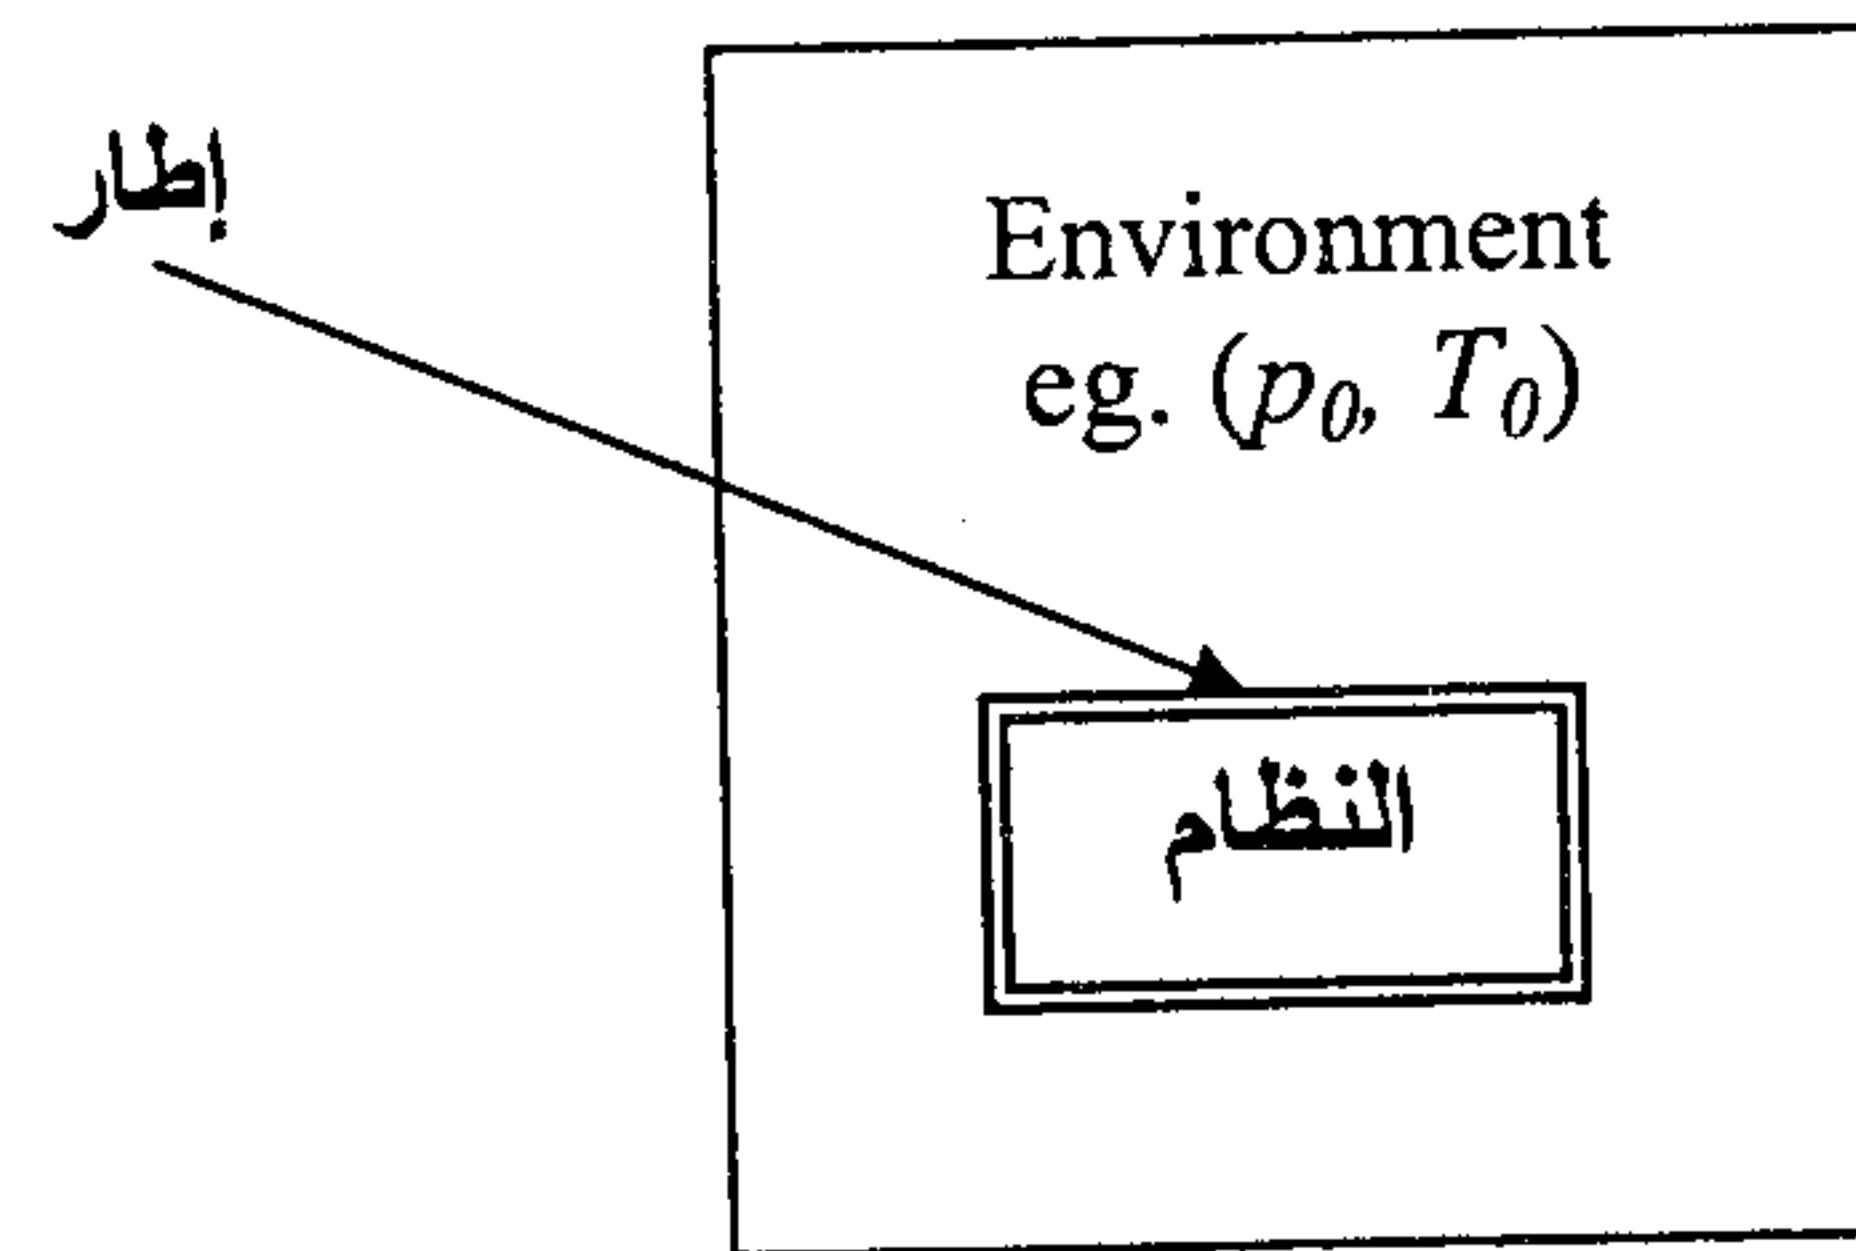 إطار
Environment
eg. (p₀, T₀)
النظام